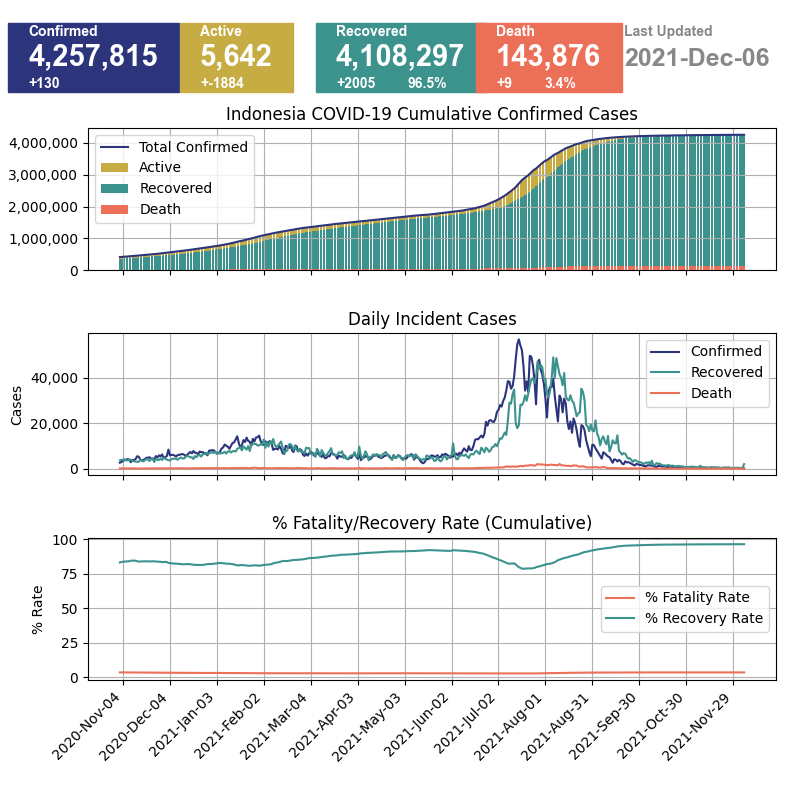 Confirmed
4,257,815
+130
Active
5,642
+-1884
Recovered
4,108,297
+2005 96.5%
Death
143,876
+9 3.4%
Last Updated
2021-Dec-06
Indonesia COVID-19 Cumulative Confirmed Cases
4,000,000
3,000,000
2,000,000
1,000,000
0
Total Confirmed
Active
Recovered
Death
Daily Incident Cases
Cases
40,000
20,000
0
Confirmed
Recovered
Death
% Fatality/Recovery Rate (Cumulative)
% Rate
100
75
50
25
0
% Fatality Rate
% Recovery Rate
2020-Nov-04
2020-Dec-04
2021-Jan-03
2021-Feb-02
2021-Mar-04
2021-Apr-03
2021-May-03
2021-Jun-02
2021-Jul-02
2021-Aug-01
2021-Aug-31
2021-Sep-30
2021-Oct-30
2021-Nov-29